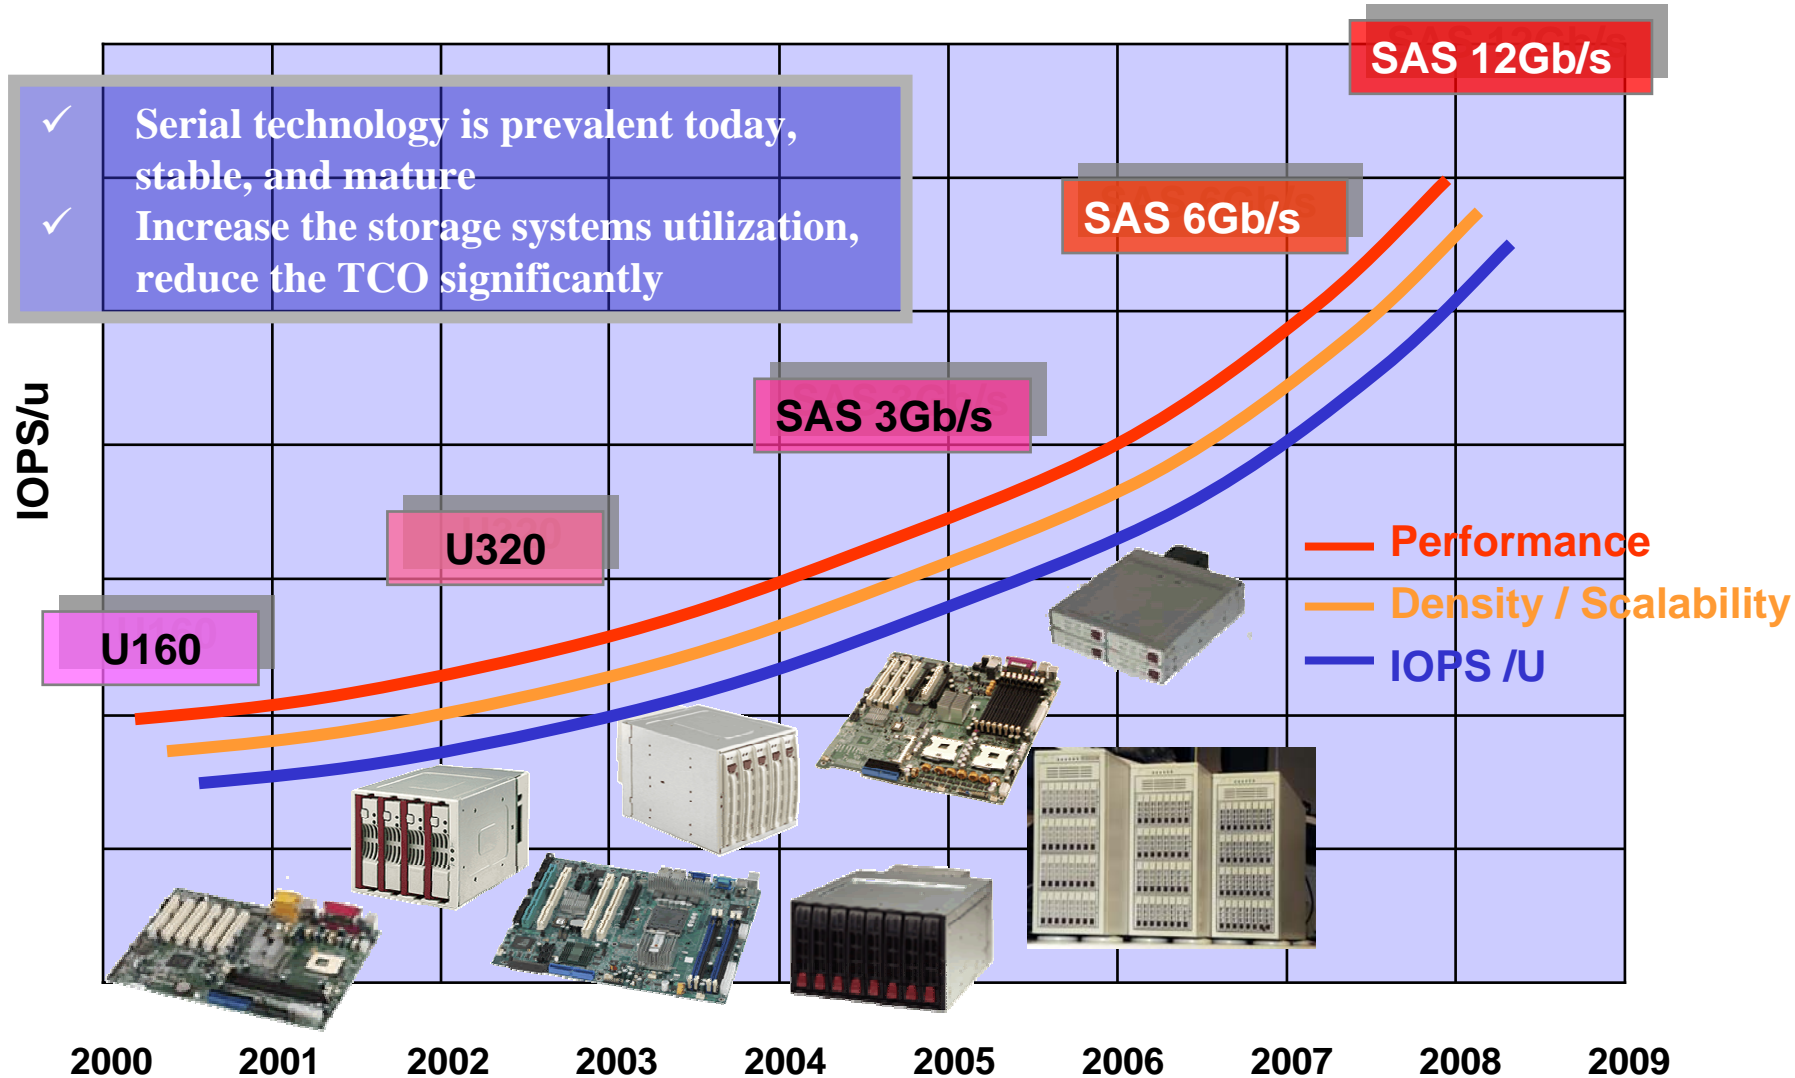 SAS 12Gb/s
✓ Serial technology is prevalent today,
stable, and mature
✓ Increase the storage systems utilization,
reduce the TCO significantly
SAS 6Gb/s
SAS 3Gb/s
U320
U160
IOPS/u
Performance
Density / Scalability
IOPS /U
2000 2001 2002 2003 2004 2005 2006 2007 2008 2009